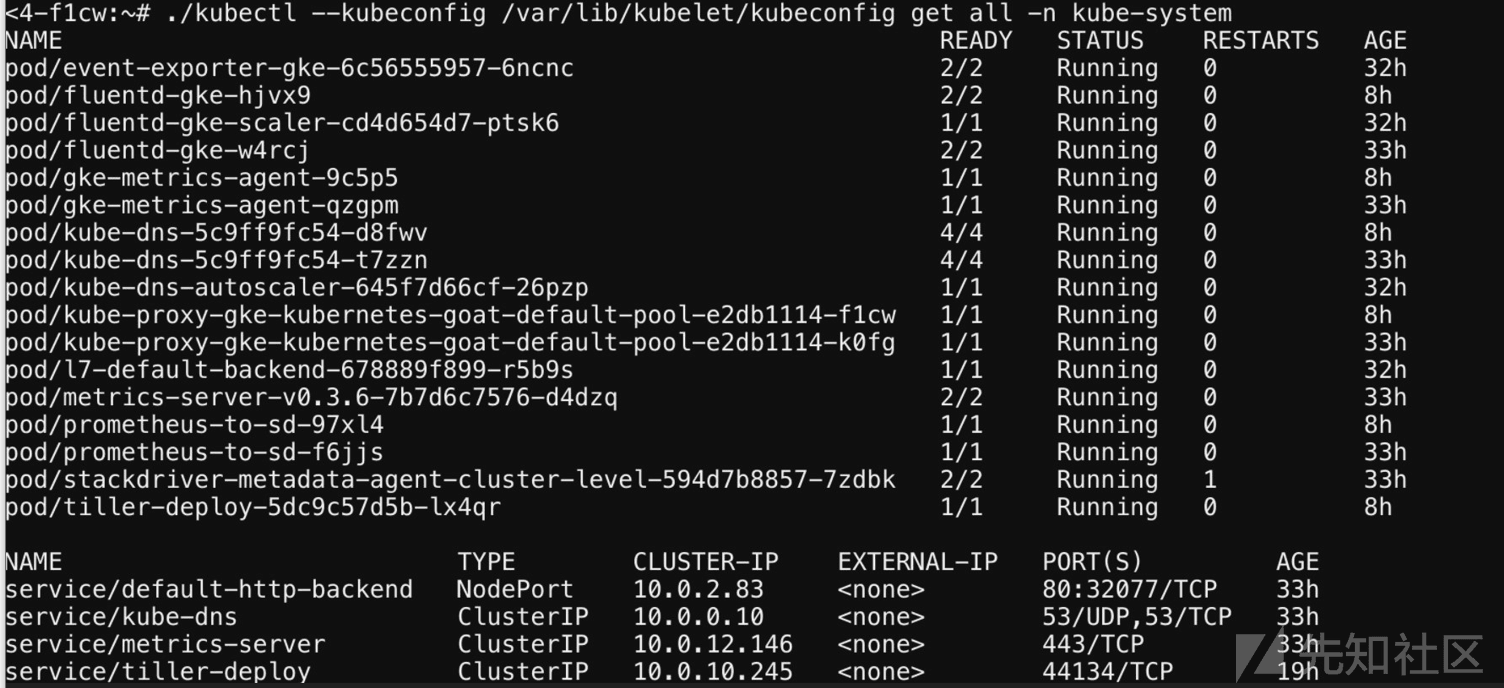 <4-f1cw:~# ./kubectl --kubeconfig /var/lib/kubelet/kubeconfig get all -n kube-system
NAME READY STATUS RESTARTS AGE
pod/event-exporter-gke-6c56555957-6ncnc 2/2 Running 0 32h
pod/fluentd-gke-hjvx9 2/2 Running 0 8h
pod/fluentd-gke-scaler-cd4d654d7-ptsk6 1/1 Running 0 32h
pod/fluentd-gke-w4rcj 2/2 Running 0 33h
pod/gke-metrics-agent-9c5p5 1/1 Running 0 8h
pod/gke-metrics-agent-qzgpm 1/1 Running 0 33h
pod/kube-dns-5c9ff9fc54-d8fwv 4/4 Running 0 8h
pod/kube-dns-5c9ff9fc54-t7zzn 4/4 Running 0 33h
pod/kube-dns-autoscaler-645f7d66cf-26pzp 1/1 Running 0 32h
pod/kube-proxy-gke-kubernetes-goat-default-pool-e2db1114-f1cw 1/1 Running 0 8h
pod/kube-proxy-gke-kubernetes-goat-default-pool-e2db1114-k0fg 1/1 Running 0 33h
pod/l7-default-backend-678889f899-r5b9s 1/1 Running 0 32h
pod/metrics-server-v0.3.6-7b7d6c7576-d4dzq 2/2 Running 0 33h
pod/prometheus-to-sd-97xl4 1/1 Running 0 8h
pod/prometheus-to-sd-f6jjs 1/1 Running 0 33h
pod/stackdriver-metadata-agent-cluster-level-594d7b8857-7zdbk 2/2 Running 1 33h
pod/tiller-deploy-5dc9c57d5b-lx4qr 1/1 Running 0 8h
NAME TYPE CLUSTER-IP EXTERNAL-IP PORT(S) AGE
service/default-http-backend NodePort 10.0.2.83 <none> 80:32077/TCP 33h
service/kube-dns ClusterIP 10.0.0.10 <none> 53/UDP,53/TCP 33h
service/metrics-server ClusterIP 10.0.12.146 <none> 443/TCP 33h
service/tiller-deploy ClusterIP 10.0.10.245 <none> 44134/TCP 19h
先知社区